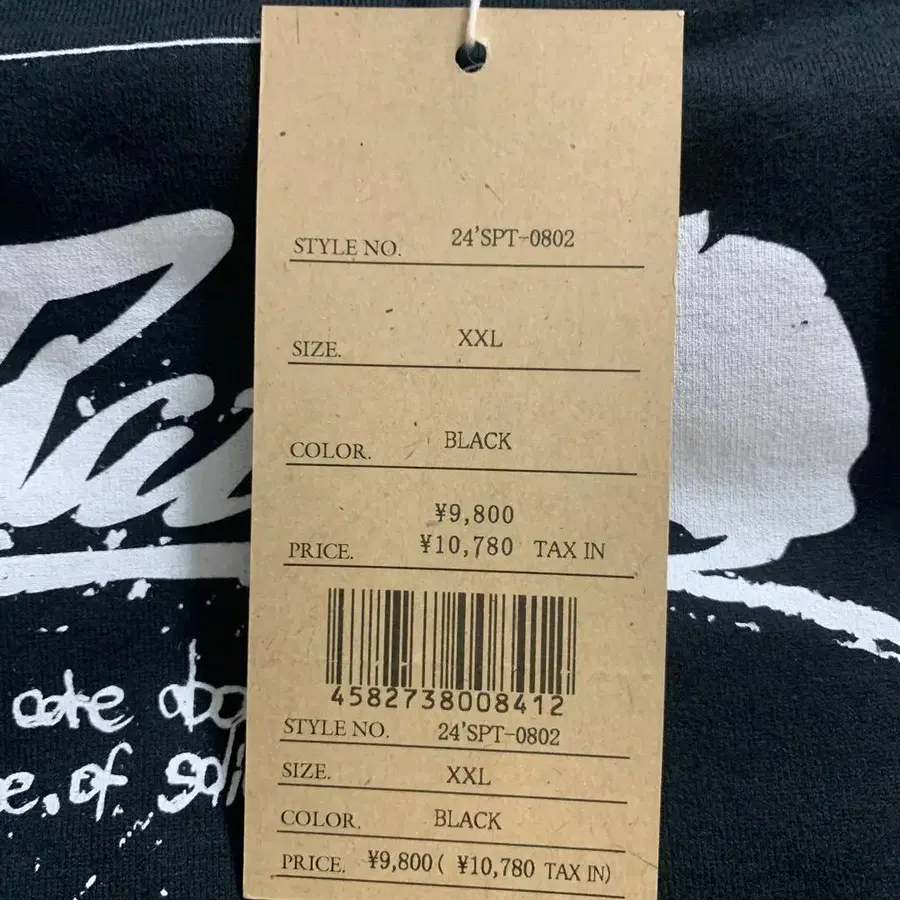 STYLE NO. 24'SPT-0802
SIZE. XXL
COLOR. BLACK
¥9,800
PRICE. ¥10,780 TAX IN
4582738008412
STYLE NO. 24'SPT-0802
SIZE. XXL
COLOR. BLACK
PRICE. ¥9,800( ¥10,780 TAX IN)
of